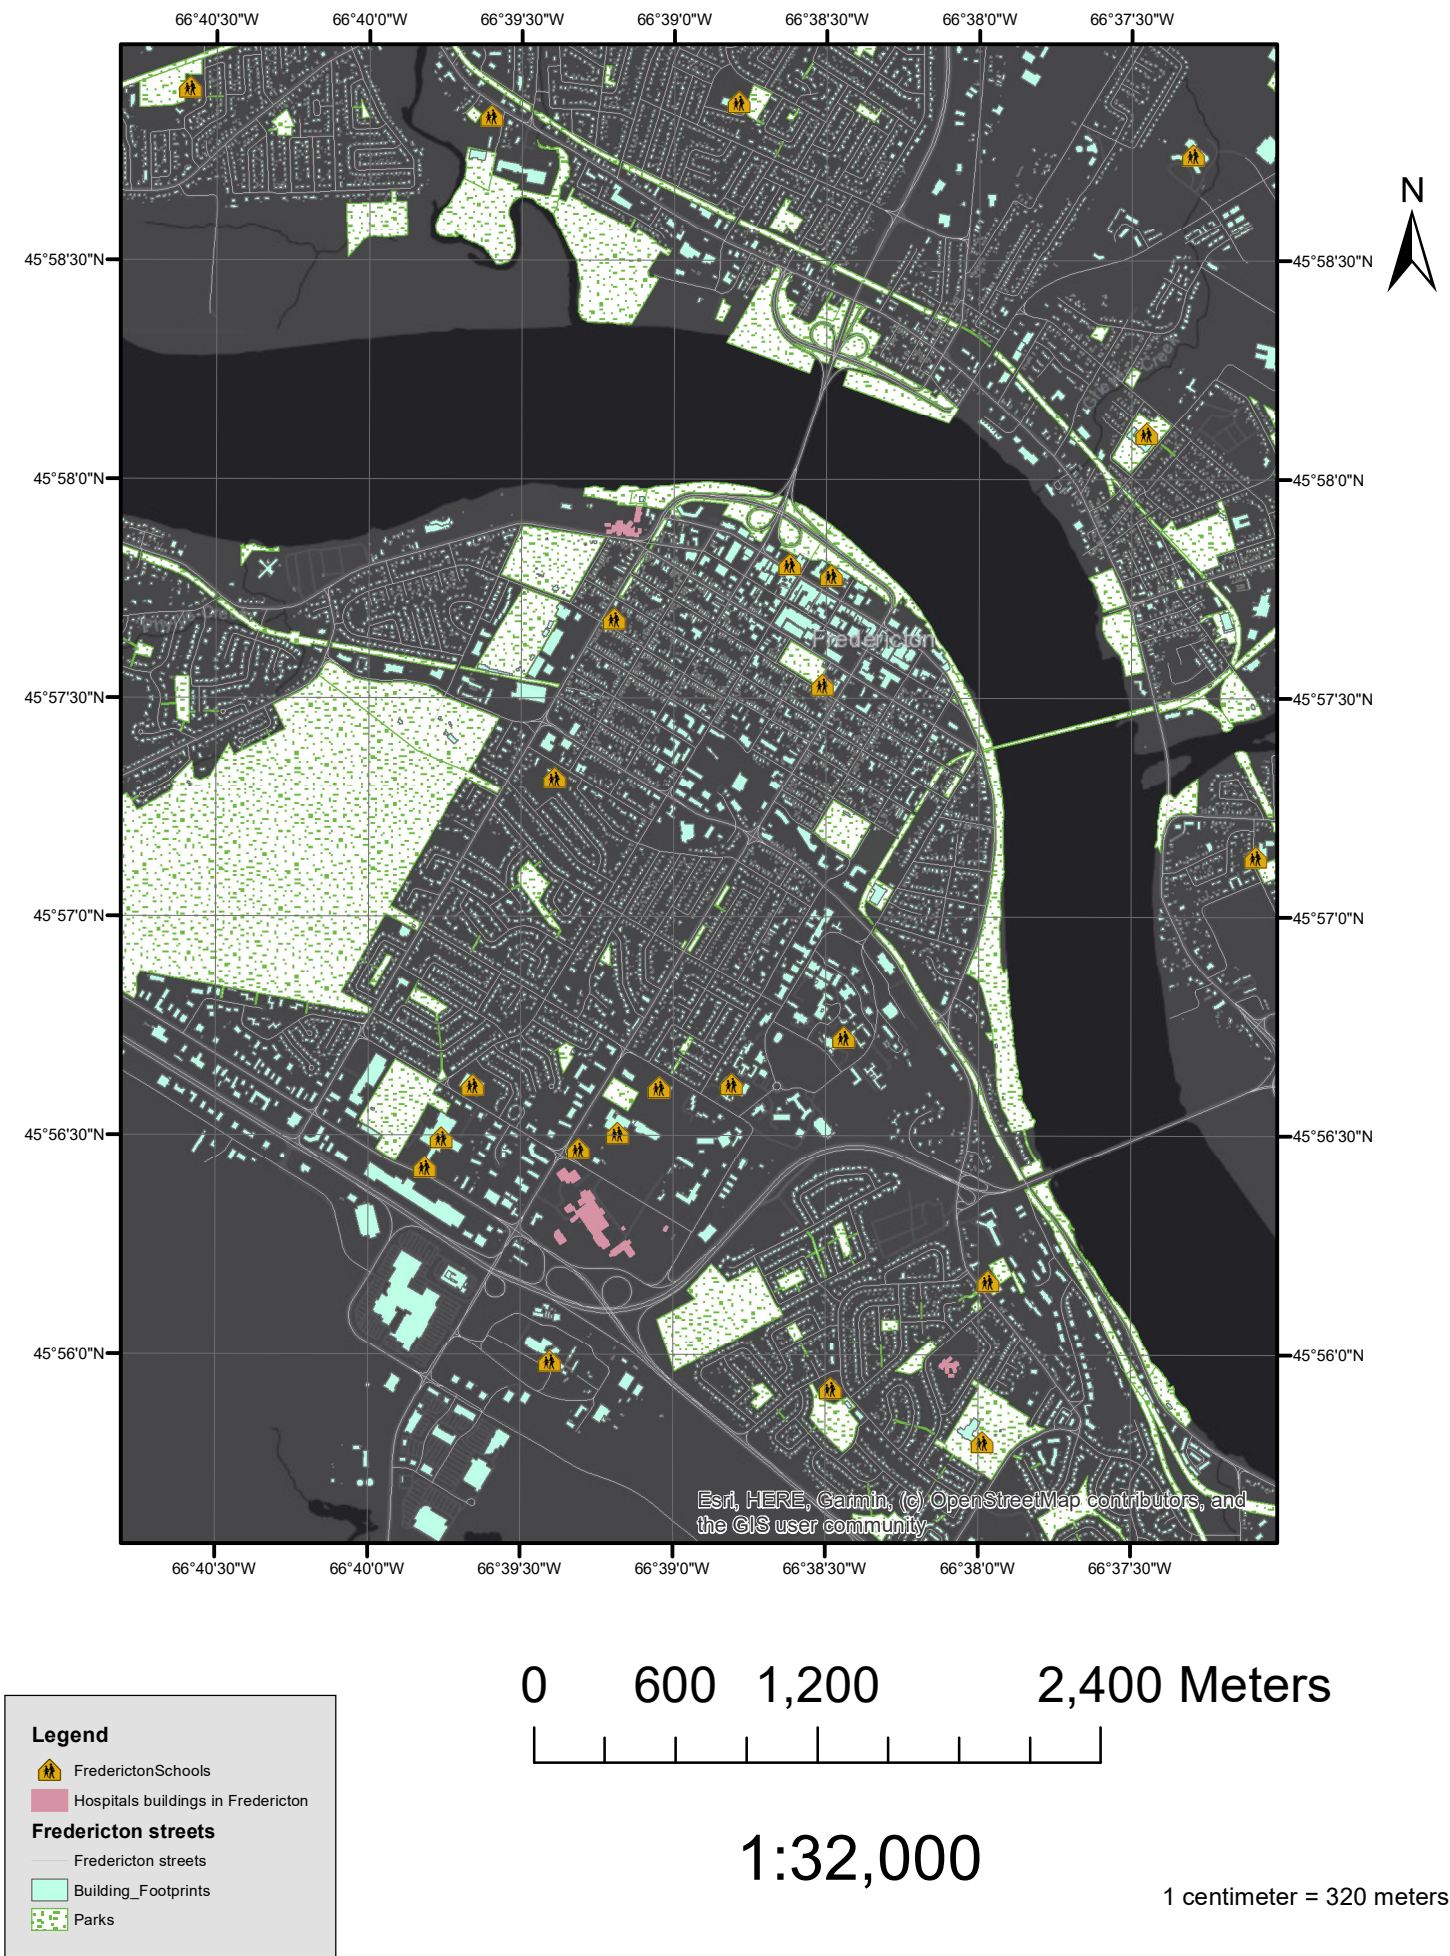 66°40'30"W 66°40'0"W 66°39'30"W 66°39'0"W 66°38'30"W 66°38'0"W 66°37'30"W
N
45°58'30"N 45°58'30"N
45°58'0"N 45°58'0"N
Fredericton
45°57'30"N 45°57'30"N
45°57'0"N 45°57'0"N
45°56'30"N 45°56'30"N
45°56'0"N 45°56'0"N
Esri, HERE, Garmin, (c) OpenStreetMap contributors, and
the GIS user community
66°40'30"W 66°40'0"W 66°39'30"W 66°39'0"W 66°38'30"W 66°38'0"W 66°37'30"W
0 600 1,200 2,400 Meters
Legend
FrederictonSchools
Hospitals buildings in Fredericton
Fredericton streets
Fredericton streets
Building_Footprints
Parks
1:32,000
1 centimeter = 320 meters